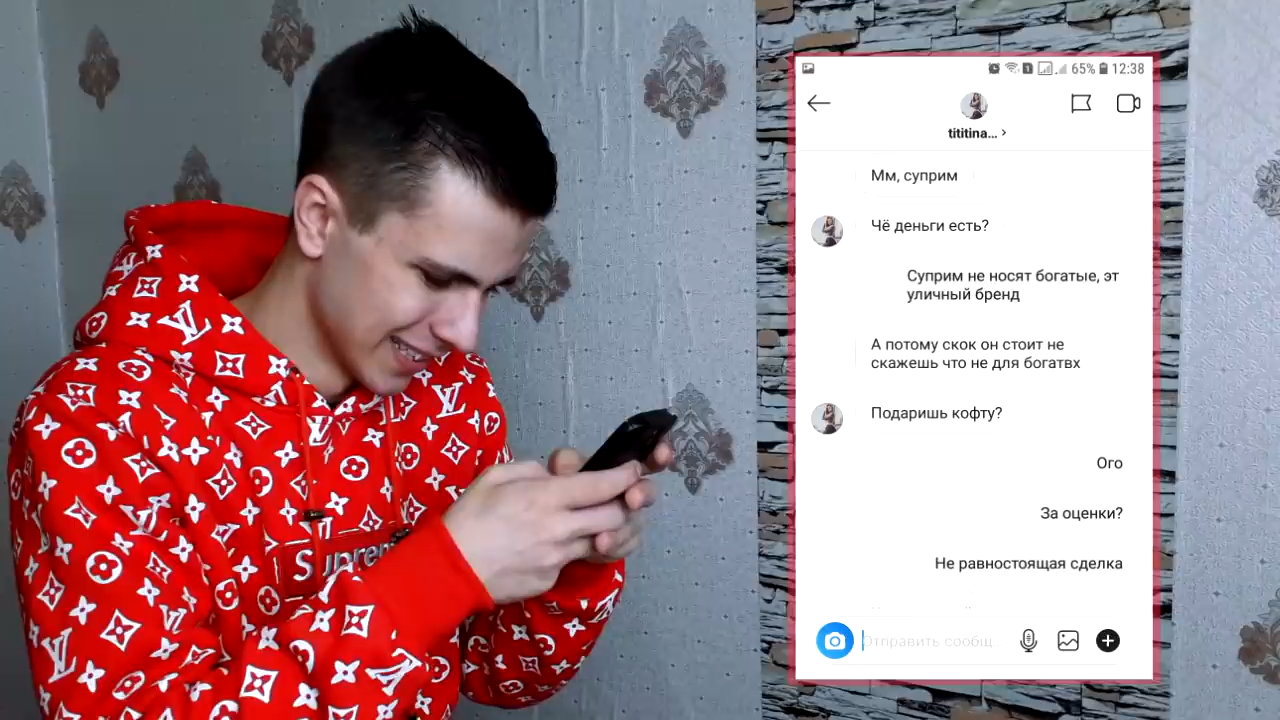 Supreme
65% 12:38
tititina...
Мм, суприм
Чё деньги есть?
Суприм не носят богатые, эт
уличный бренд
А потому скок он стоит не
скажешь что не для богатвх
Подаришь кофту?
Ого
За оценки?
Не равностоящая сделка
Отправить сообщ...